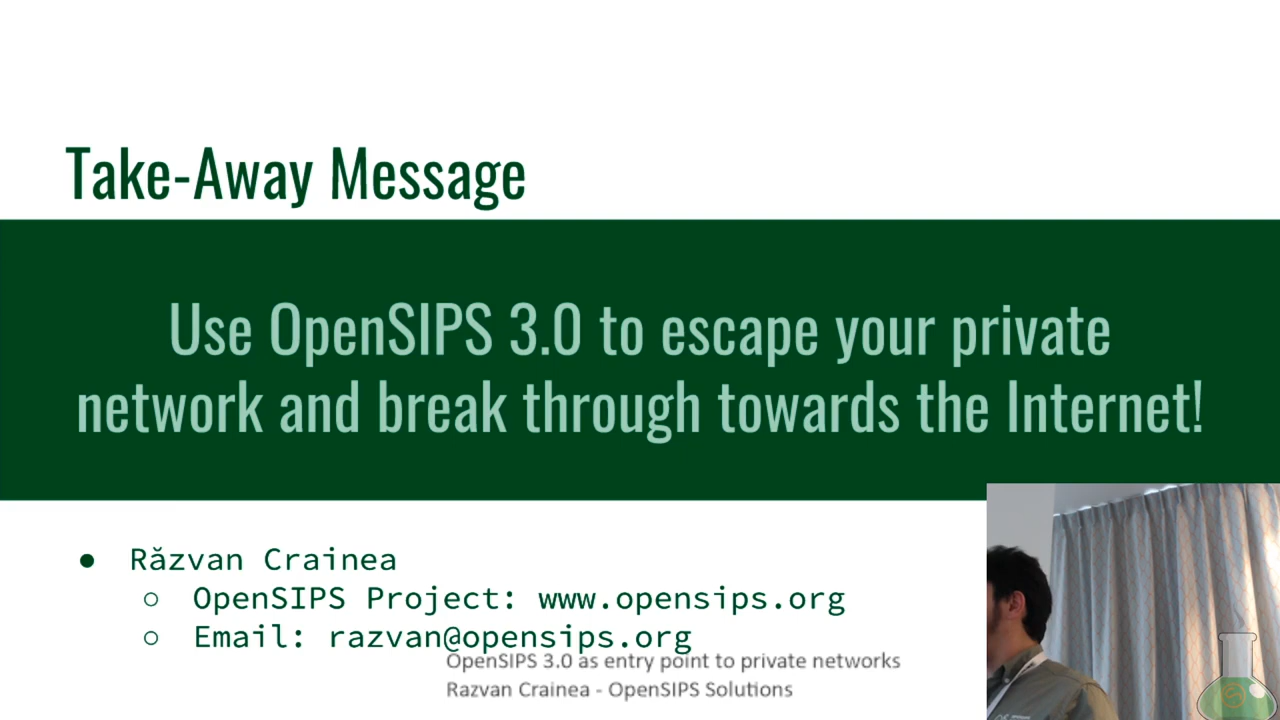 Take-Away Message
Use OpenSIPS 3.0 to escape your private
network and break through towards the Internet!
● Răzvan Crainea
○ OpenSIPS Project: www.opensips.org
○ Email: razvan@opensips.org
OpenSIPS 3.0 as entry point to private networks
Razvan Crainea - OpenSIPS Solutions